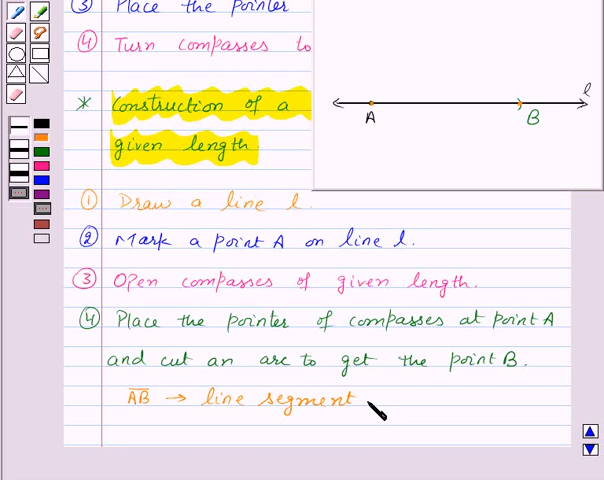 ③ Place the pointer
④ Turn compasses to
* Construction of a
given length
① Draw a line l.
② Mark a point A on line l.
③ Open compasses of given length.
④ Place the pointer of compasses at point A
and cut an arc to get the point B.
A̅B̅ → line segment
l
A B